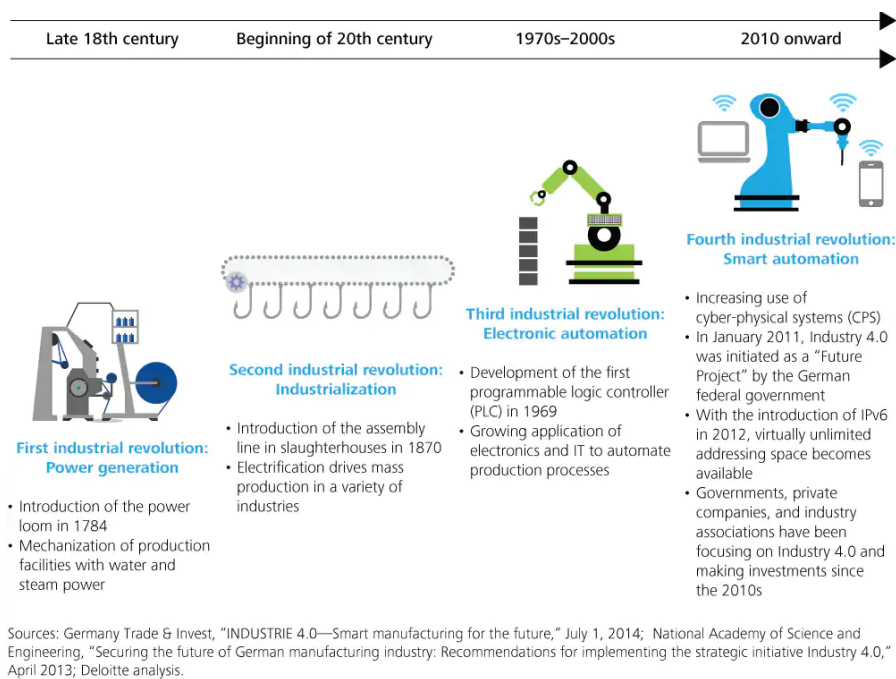 Late 18th century
Beginning of 20th century
1970s–2000s
2010 onward
First industrial revolution:
Power generation
• Introduction of the power
loom in 1784
• Mechanization of production
facilities with water and
steam power
Second industrial revolution:
Industrialization
• Introduction of the assembly
line in slaughterhouses in 1870
• Electrification drives mass
production in a variety of
industries
Third industrial revolution:
Electronic automation
• Development of the first
programmable logic controller
(PLC) in 1969
• Growing application of
electronics and IT to automate
production processes
Fourth industrial revolution:
Smart automation
• Increasing use of
cyber-physical systems (CPS)
• In January 2011, Industry 4.0
was initiated as a “Future
Project” by the German
federal government
• With the introduction of IPv6
in 2012, virtually unlimited
addressing space becomes
available
• Governments, private
companies, and industry
associations have been
focusing on Industry 4.0 and
making investments since
the 2010s
Sources: Germany Trade & Invest, “INDUSTRIE 4.0—Smart manufacturing for the future,” July 1, 2014; National Academy of Science and
Engineering, “Securing the future of German manufacturing industry: Recommendations for implementing the strategic initiative Industry 4.0,”
April 2013; Deloitte analysis.